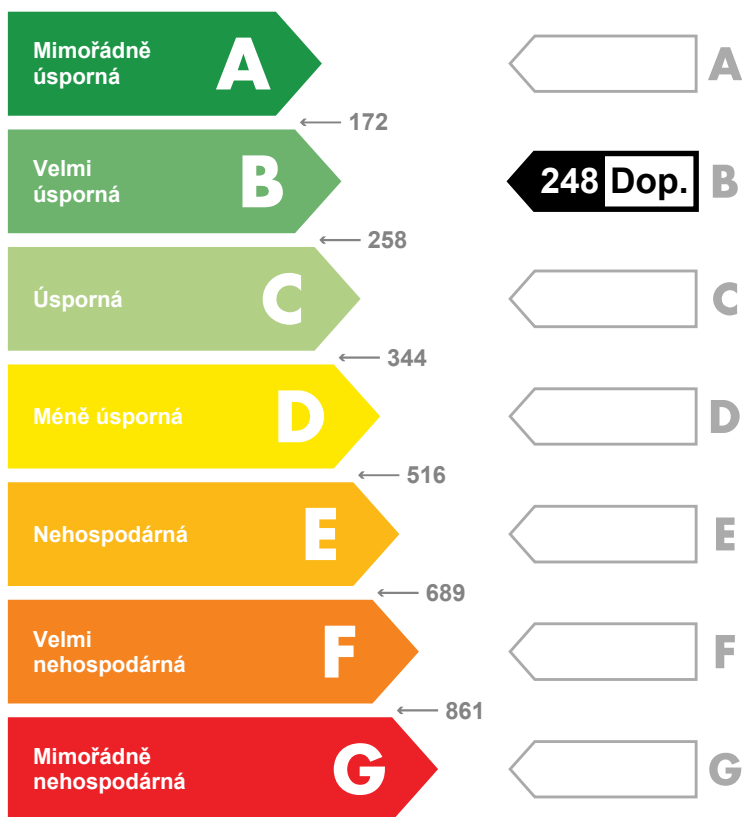 Mimořádně
úsporná
A
A
172
Velmi
úsporná
B
248 Dop.
B
258
Úsporná
C
C
344
Méně úsporná
D
D
516
Nehospodárná
E
E
689
Velmi
nehospodárná
F
F
861
Mimořádně
nehospodárná
G
G